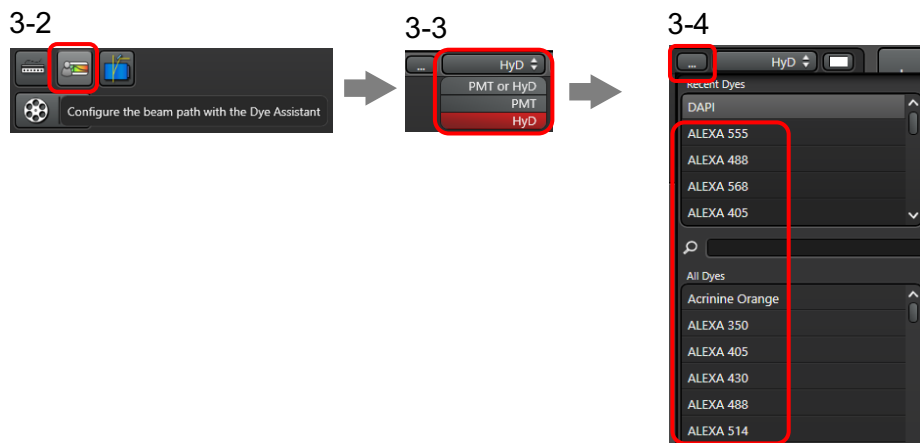 3-2
Configure the beam path with the Dye Assistant
3-3
... HyD
PMT or HyD
PMT
HyD
3-4
... HyD
Recent Dyes
DAPI
ALEXA 555
ALEXA 488
ALEXA 568
ALEXA 405
All Dyes
Acrinine Orange
ALEXA 350
ALEXA 405
ALEXA 430
ALEXA 488
ALEXA 514